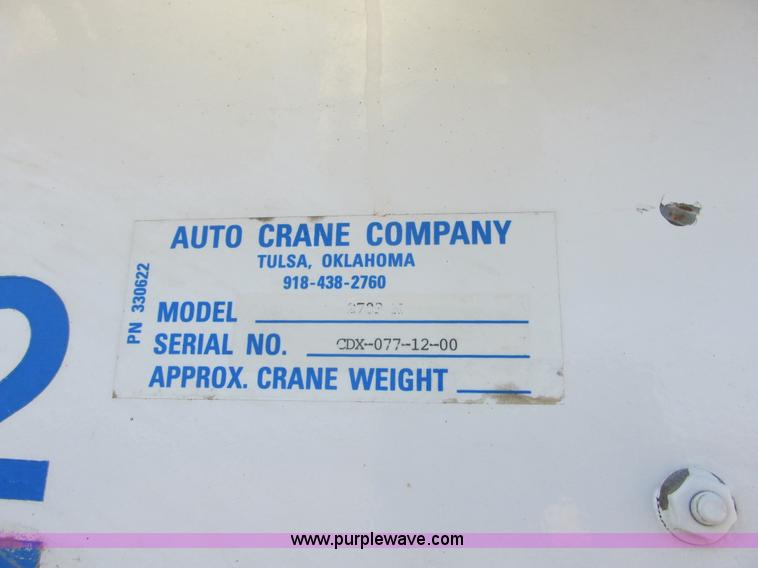 AUTO CRANE COMPANY
TULSA, OKLAHOMA
918-438-2760
PN 330622
MODEL
SERIAL NO. CDX-077-12-00
APPROX. CRANE WEIGHT
2
www.purplewave.com